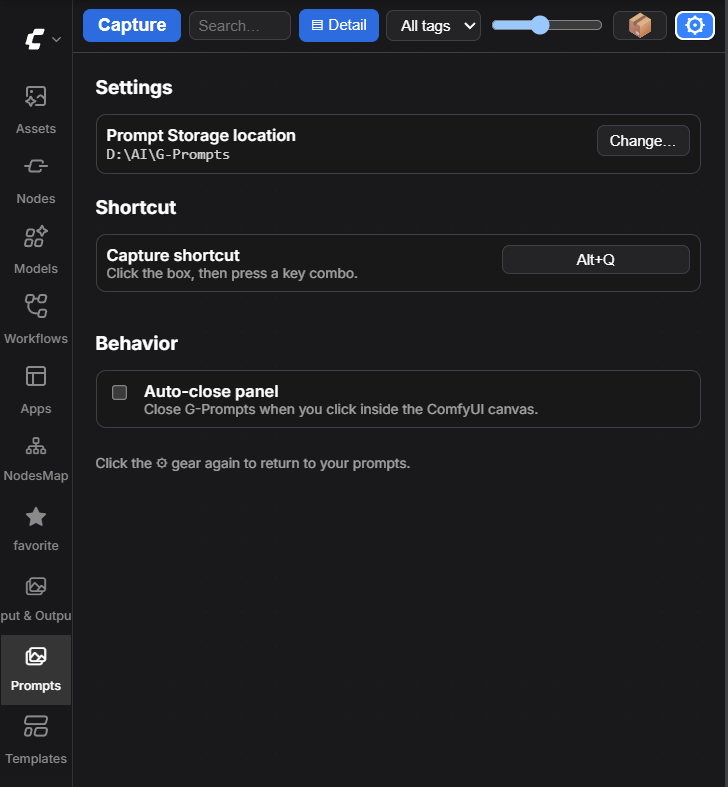 Capture
Search...
Detail
All tags
Assets
Nodes
Models
Workflows
Apps
NodesMap
favorite
put & Outpu
Prompts
Templates
Settings
Prompt Storage location
D:\AI\G-Prompts
Change...
Shortcut
Capture shortcut
Click the box, then press a key combo.
Alt+Q
Behavior
Auto-close panel
Close G-Prompts when you click inside the ComfyUI canvas.
Click the ⚙ gear again to return to your prompts.